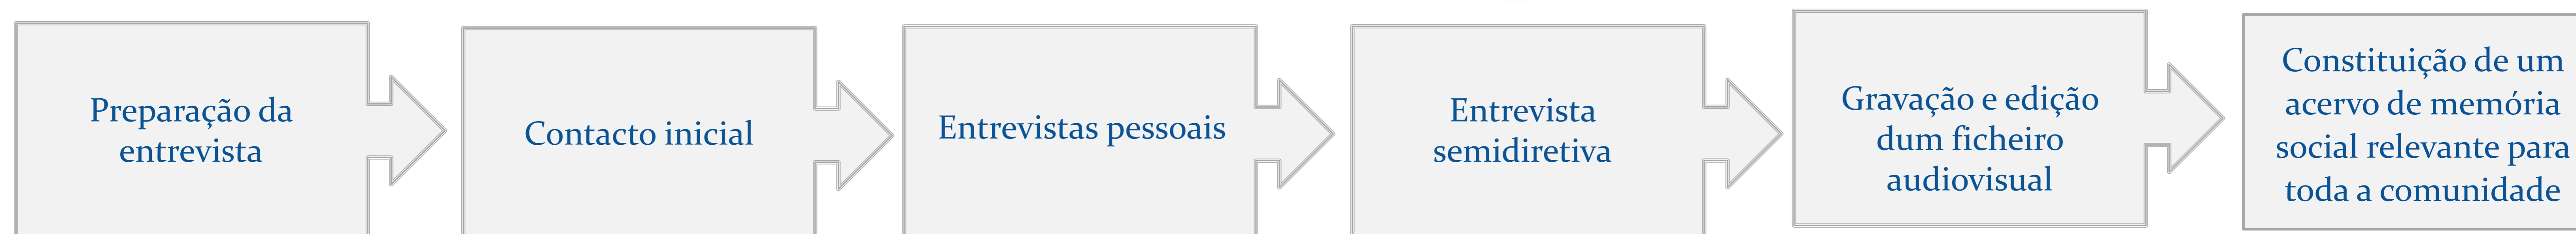 Preparação da
entrevista
Contacto inicial
Entrevistas pessoais
Entrevista
semidiretiva
Gravação e edição
dum ficheiro
audiovisual
Constituição de um
acervo de memória
social relevante para
toda a comunidade